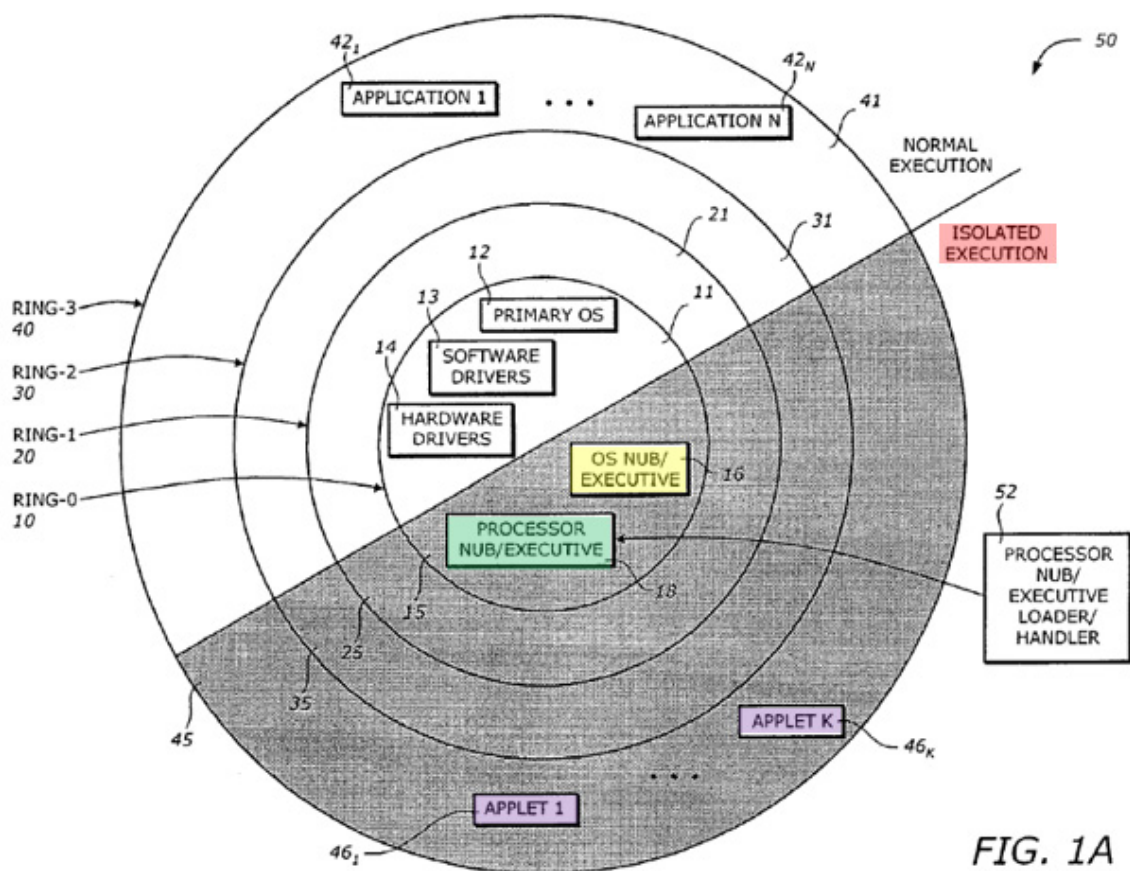 50
42₁
APPLICATION 1
• • •
42N
APPLICATION N
41
NORMAL
EXECUTION
ISOLATED
EXECUTION
21
31
12
PRIMARY OS
11
13
SOFTWARE
DRIVERS
14
HARDWARE
DRIVERS
RING-3
40
RING-2
30
RING-1
20
RING-0
10
OS NUB/
EXECUTIVE
16
PROCESSOR
NUB/EXECUTIVE
18
52
PROCESSOR
NUB/
EXECUTIVE
LOADER/
HANDLER
15
25
35
45
APPLET K
46K
• • •
APPLET 1
46₁
FIG. 1A